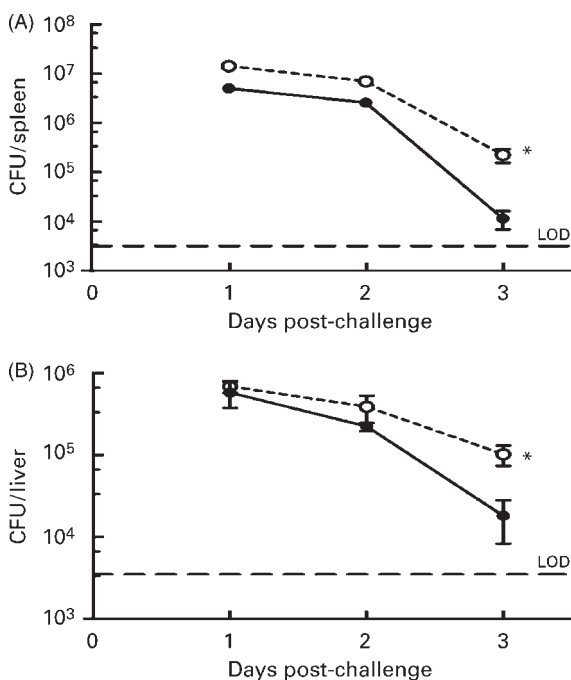 (A)
CFU/spleen
10⁸
10⁷
10⁶
10⁵
10⁴
10³
*
LOD
0 1 2 3
Days post-challenge
(B)
CFU/liver
10⁶
10⁵
10⁴
10³
*
LOD
0 1 2 3
Days post-challenge